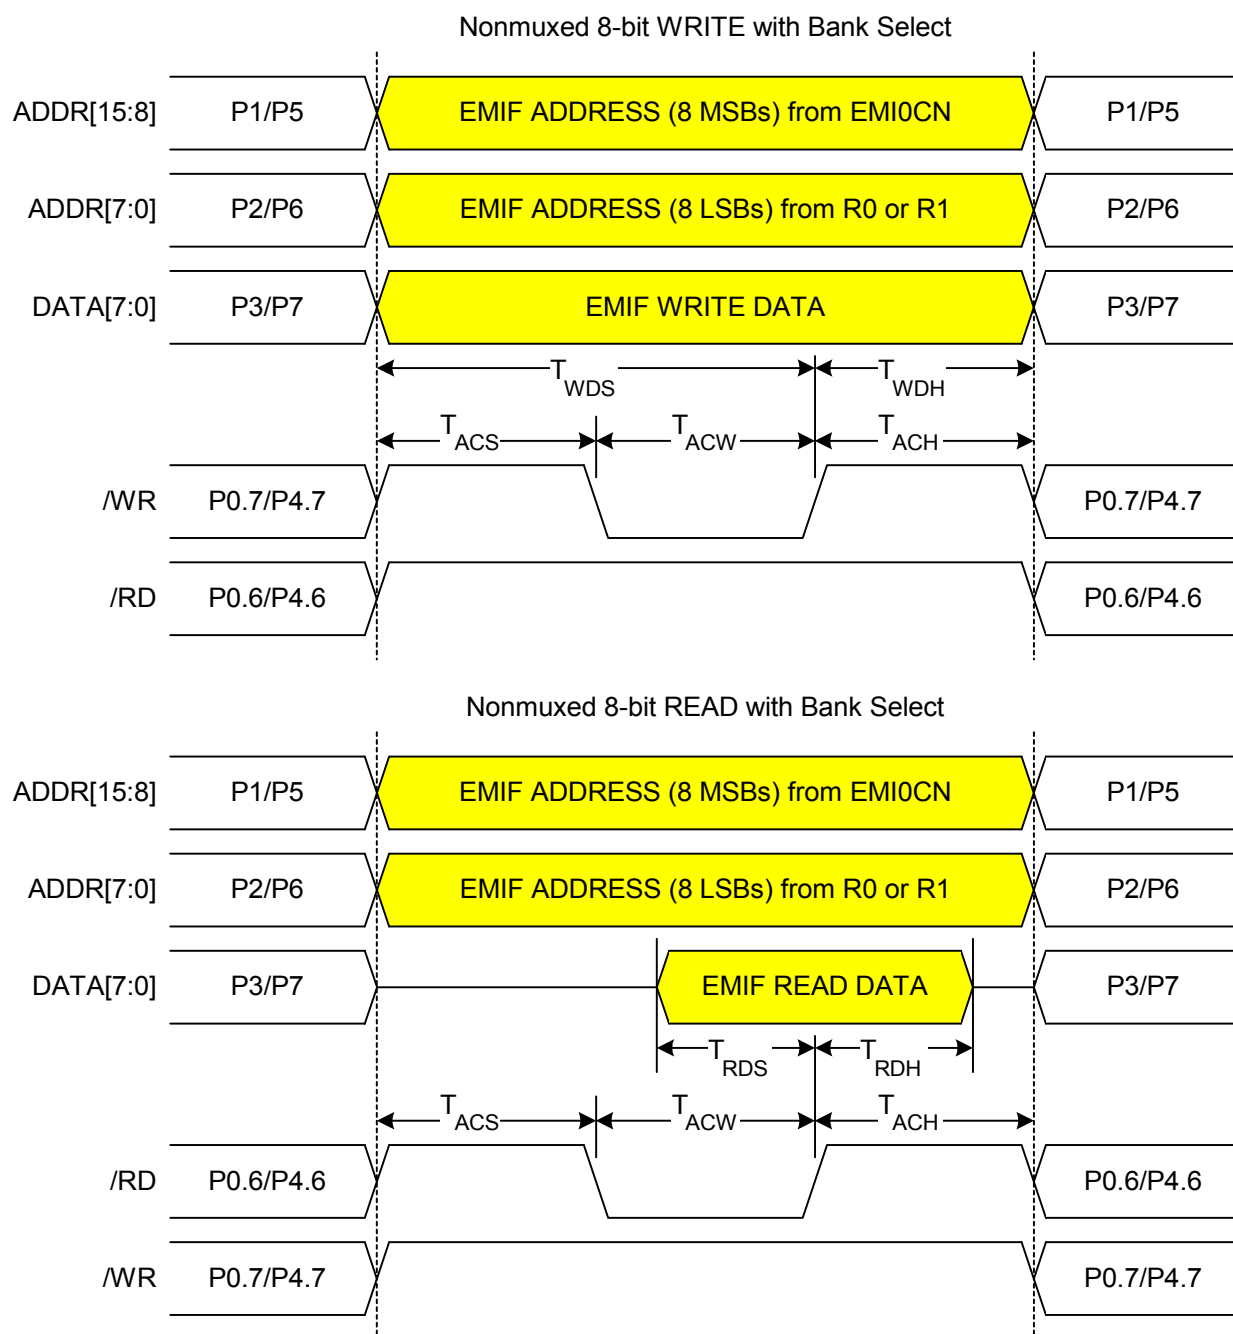 Nonmuxed 8-bit WRITE with Bank Select
ADDR[15:8] P1/P5 EMIF ADDRESS (8 MSBs) from EMI0CN P1/P5
ADDR[7:0] P2/P6 EMIF ADDRESS (8 LSBs) from R0 or R1 P2/P6
DATA[7:0] P3/P7 EMIF WRITE DATA P3/P7
TWDS TWDH
TACS TACW TACH
/WR P0.7/P4.7 P0.7/P4.7
/RD P0.6/P4.6 P0.6/P4.6
Nonmuxed 8-bit READ with Bank Select
ADDR[15:8] P1/P5 EMIF ADDRESS (8 MSBs) from EMI0CN P1/P5
ADDR[7:0] P2/P6 EMIF ADDRESS (8 LSBs) from R0 or R1 P2/P6
DATA[7:0] P3/P7 EMIF READ DATA P3/P7
TRDS TRDH
TACS TACW TACH
/RD P0.6/P4.6 P0.6/P4.6
/WR P0.7/P4.7 P0.7/P4.7